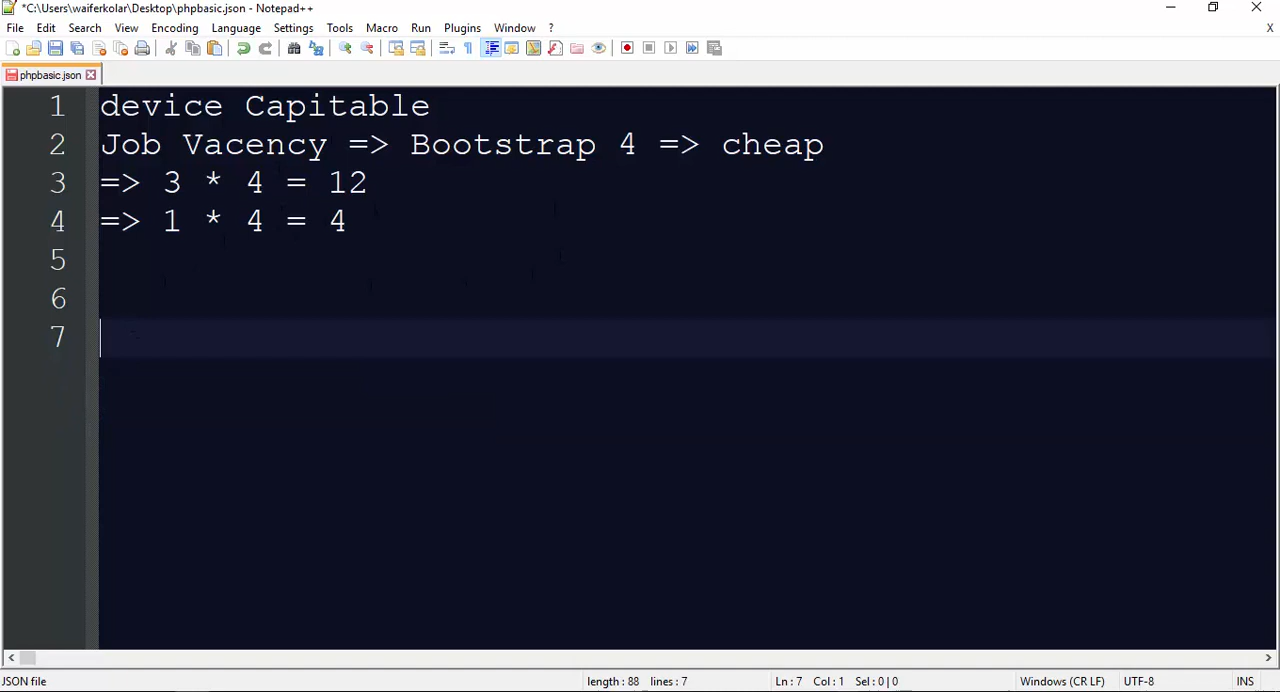 *C:\Users\waiferkolar\Desktop\phpbasic.json - Notepad++
File Edit Search View Encoding Language Settings Tools Macro Run Plugins Window ? X
phpbasic.json
1 device Capitable
2 Job Vacency => Bootstrap 4 => cheap
3 => 3 * 4 = 12
4 => 1 * 4 = 4
5
6
7
JSON file length : 88 lines : 7 Ln : 7 Col : 1 Sel : 0 | 0 Windows (CR LF) UTF-8 INS